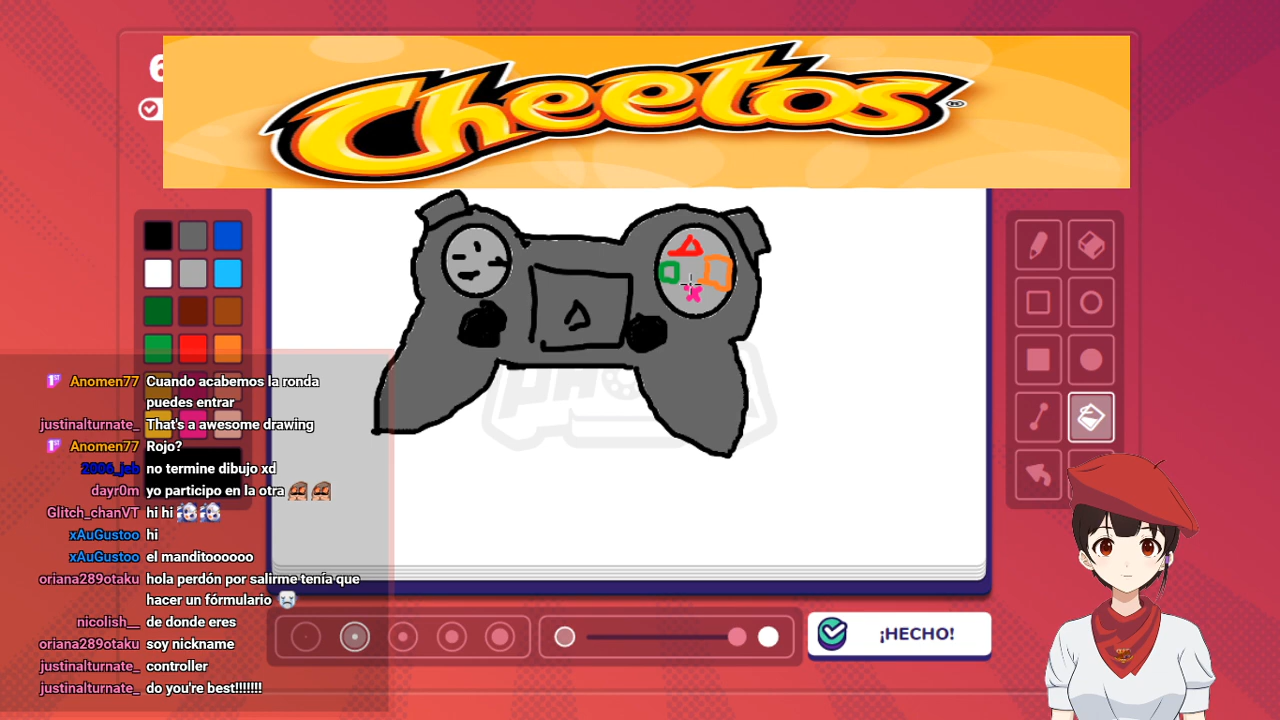 6
Cheetos
Anomen77 Cuando acabemos la ronda
puedes entrar
justinalturnate_ That's a awesome drawing
Anomen77 Rojo?
2006_jeb no termine dibujo xd
dayr0m yo participo en la otra
Glitch_chanVT hi hi
xAuGustoo hi
xAuGustoo el manditoooooo
oriana289otaku hola perdón por salirme tenía que
hacer un fórmulario
nicolish__ de donde eres
oriana289otaku soy nickname
justinalturnate_ controller
justinalturnate_ do you're best!!!!!!!
¡HECHO!